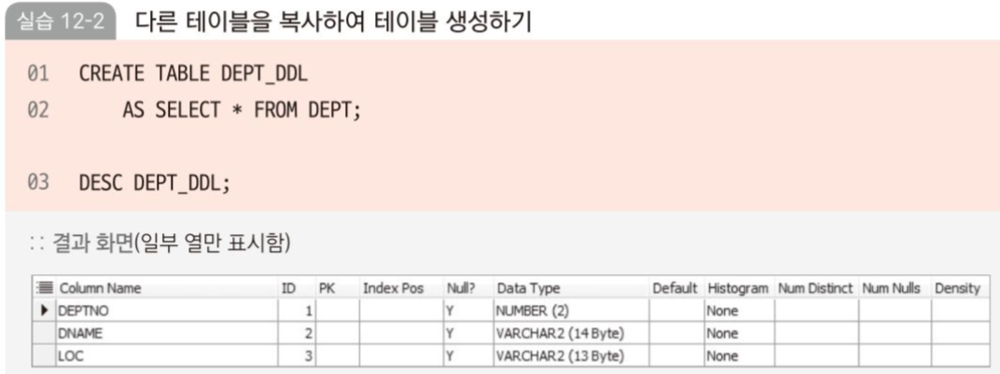 실습 12-2 다른 테이블을 복사하여 테이블 생성하기
01 CREATE TABLE DEPT_DDL
02 AS SELECT * FROM DEPT;
03 DESC DEPT_DDL;
:: 결과 화면(일부 열만 표시함)
Column Name ID PK Index Pos Null? Data Type Default Histogram Num Distinct Num Nulls Density
DEPTNO 1 Y NUMBER (2) None
DNAME 2 Y VARCHAR2 (14 Byte) None
LOC 3 Y VARCHAR2 (13 Byte) None